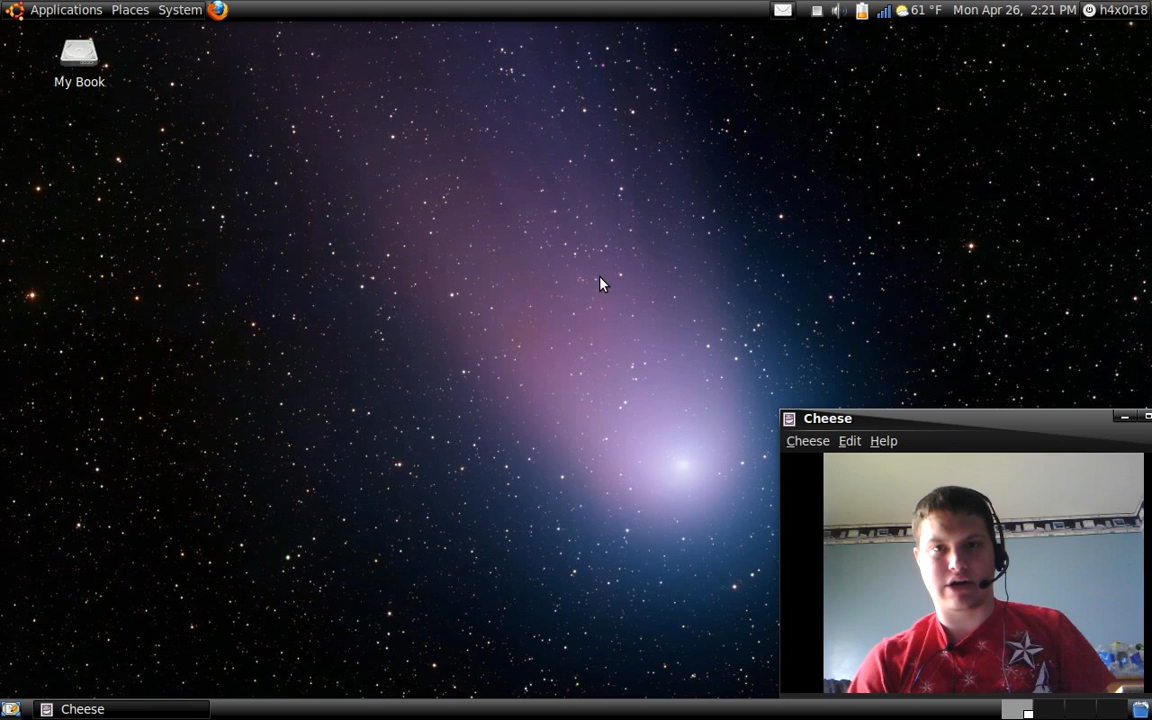 Applications Places System 61 °F Mon Apr 26, 2:21 PM h4x0r18
My Book
Cheese
Cheese Edit Help
Cheese